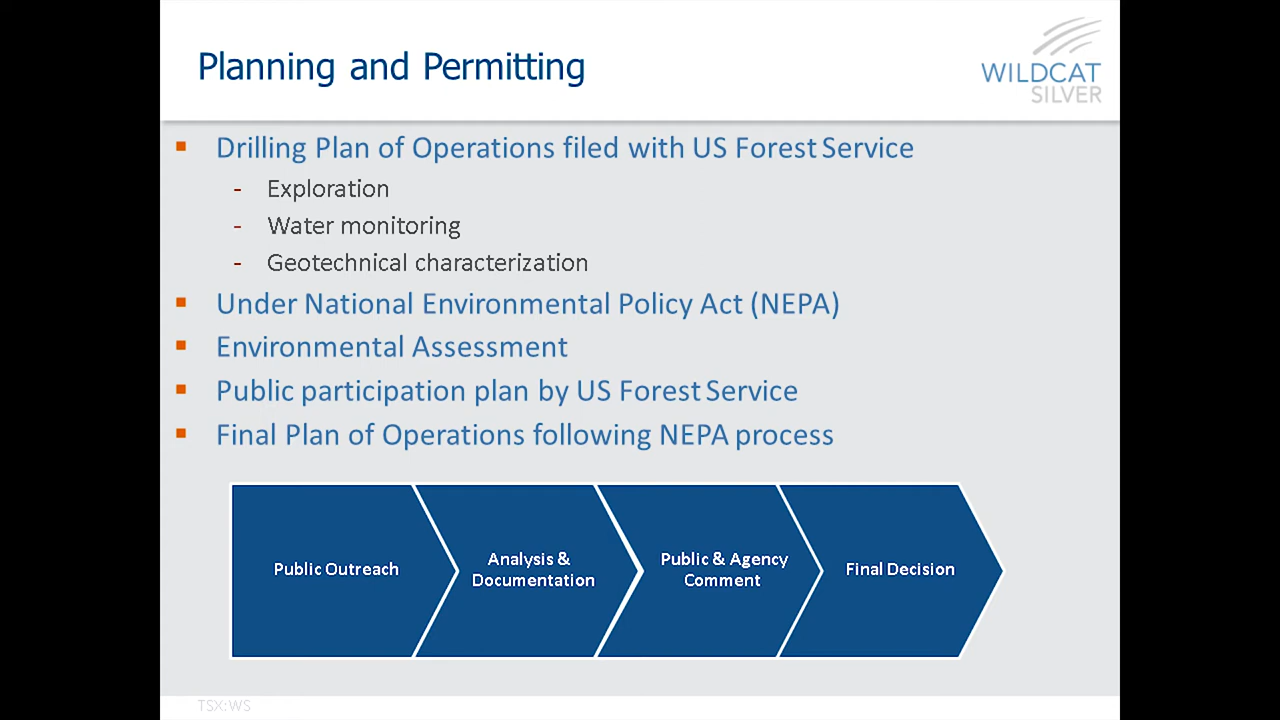 Planning and Permitting
WILDCAT
SILVER
Drilling Plan of Operations filed with US Forest Service
- Exploration
- Water monitoring
- Geotechnical characterization
Under National Environmental Policy Act (NEPA)
Environmental Assessment
Public participation plan by US Forest Service
Final Plan of Operations following NEPA process
Public Outreach
Analysis &
Documentation
Public & Agency
Comment
Final Decision
TSX:WS